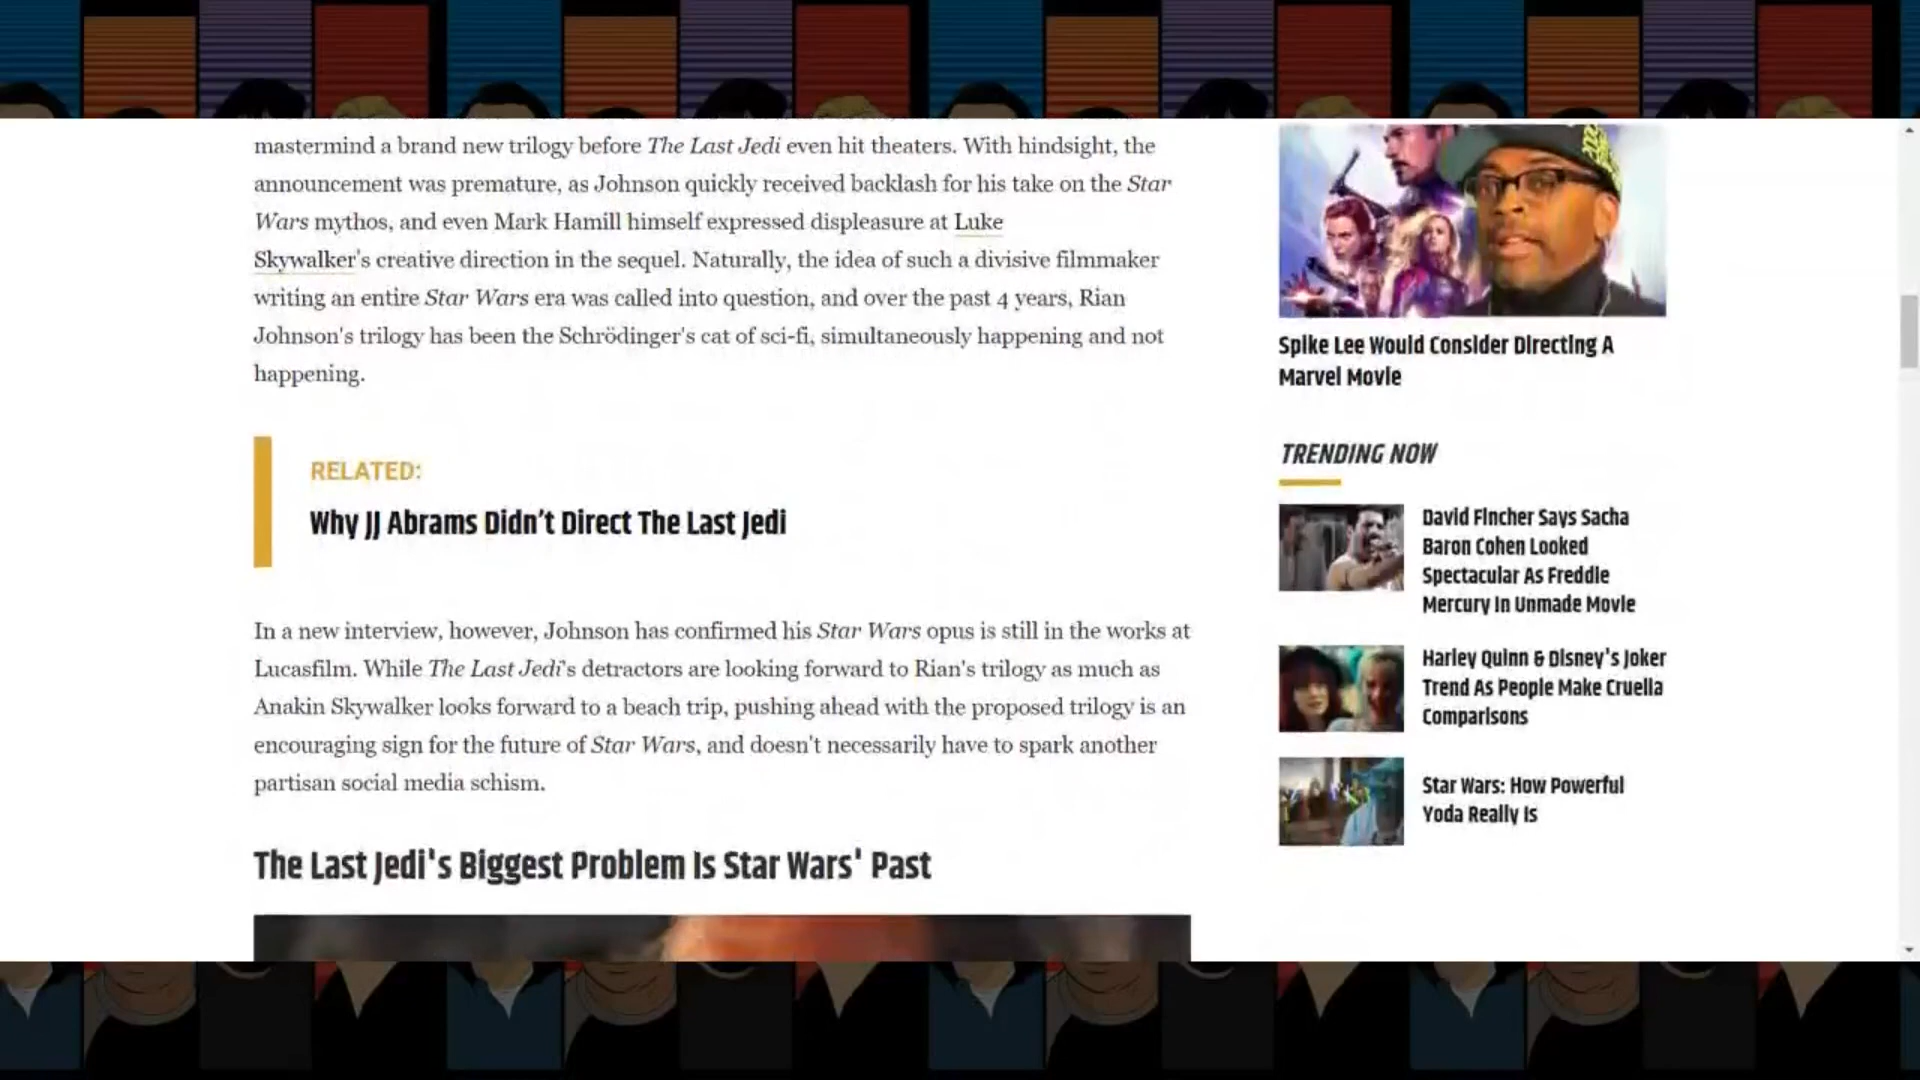 mastermind a brand new trilogy before The Last Jedi even hit theaters. With hindsight, the
announcement was premature, as Johnson quickly received backlash for his take on the Star
Wars mythos, and even Mark Hamill himself expressed displeasure at Luke
Skywalker's creative direction in the sequel. Naturally, the idea of such a divisive filmmaker
writing an entire Star Wars era was called into question, and over the past 4 years, Rian
Johnson's trilogy has been the Schrödinger's cat of sci-fi, simultaneously happening and not
happening.
RELATED:
Why JJ Abrams Didn't Direct The Last Jedi
In a new interview, however, Johnson has confirmed his Star Wars opus is still in the works at
Lucasfilm. While The Last Jedi's detractors are looking forward to Rian's trilogy as much as
Anakin Skywalker looks forward to a beach trip, pushing ahead with the proposed trilogy is an
encouraging sign for the future of Star Wars, and doesn't necessarily have to spark another
partisan social media schism.
The Last Jedi's Biggest Problem Is Star Wars' Past
Spike Lee Would Consider Directing A
Marvel Movie
TRENDING NOW
David Fincher Says Sacha
Baron Cohen Looked
Spectacular As Freddie
Mercury In Unmade Movie
Harley Quinn & Disney's Joker
Trend As People Make Cruella
Comparisons
Star Wars: How Powerful
Yoda Really Is